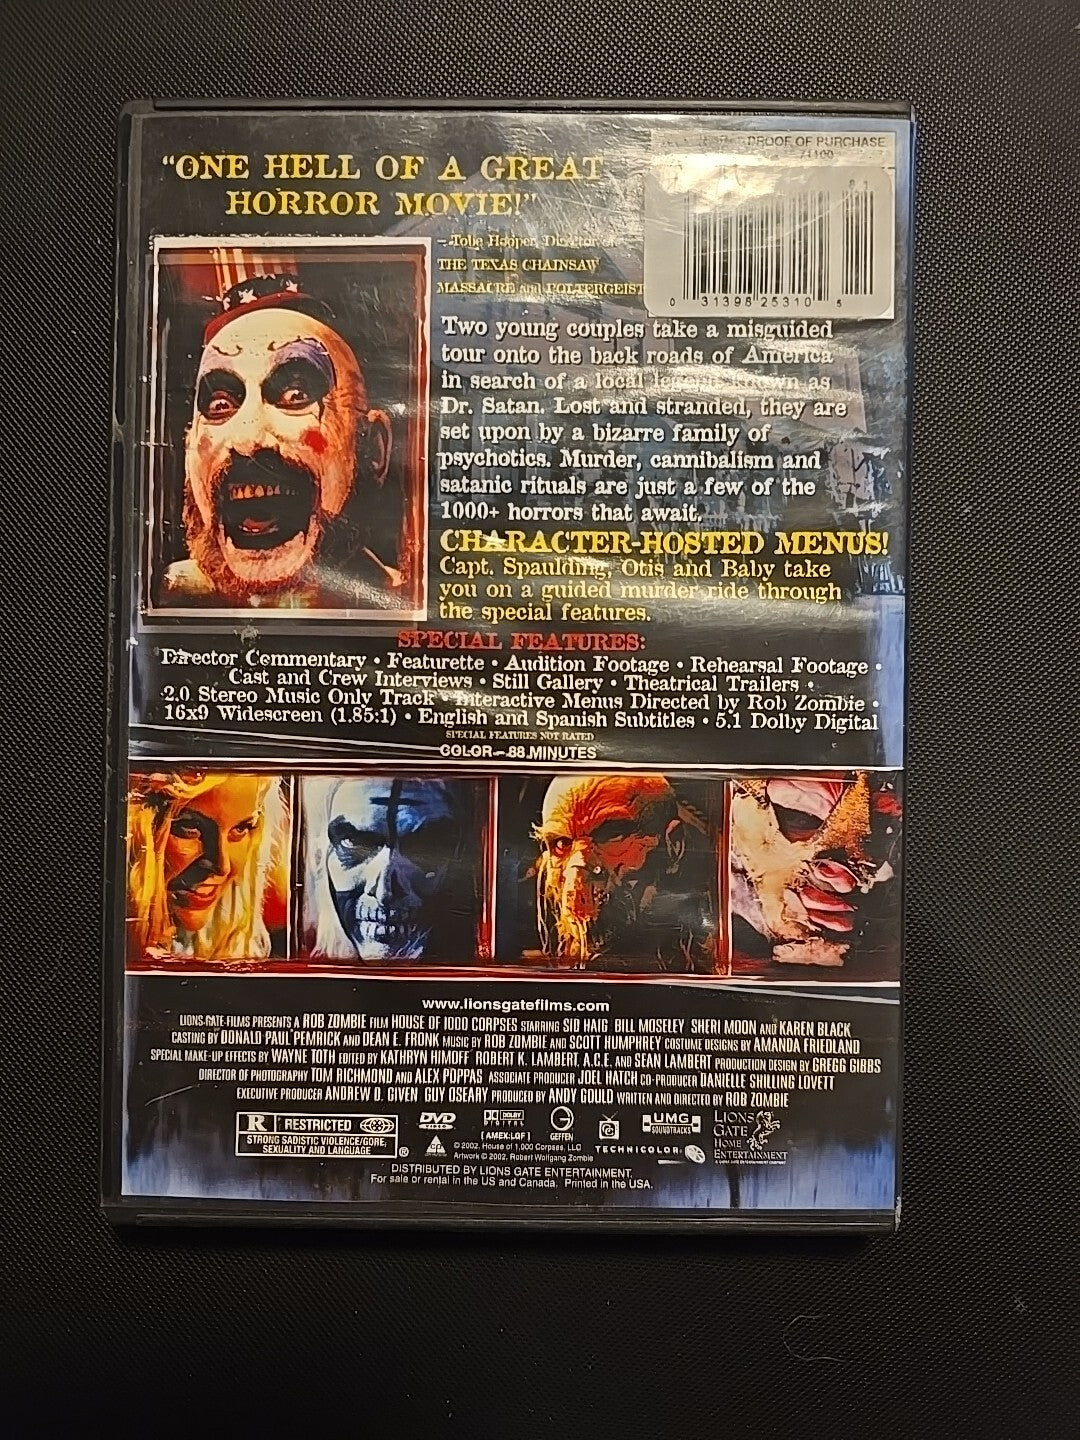 "ONE HELL OF A GREAT
HORROR MOVIE!"
– Tobe Hooper, Director of
THE TEXAS CHAINSAW
MASSACRE and POLTERGEIST
PROOF OF PURCHASE
71100
0 31398 25310 5
Two young couples take a misguided
tour onto the back roads of America
in search of a local legend known as
Dr. Satan. Lost and stranded, they are
set upon by a bizarre family of
psychotics. Murder, cannibalism and
satanic rituals are just a few of the
1000+ horrors that await.
CHARACTER-HOSTED MENUS!
Capt. Spaulding, Otis and Baby take
you on a guided murder ride through
the special features.
SPECIAL FEATURES:
Director Commentary • Featurette • Audition Footage • Rehearsal Footage •
Cast and Crew Interviews • Still Gallery • Theatrical Trailers •
2.0 Stereo Music Only Track • Interactive Menus Directed by Rob Zombie •
16x9 Widescreen (1.85:1) • English and Spanish Subtitles • 5.1 Dolby Digital
SPECIAL FEATURES NOT RATED
COLOR – 88 MINUTES
www.lionsgatefilms.com
LIONS GATE FILMS PRESENTS A ROB ZOMBIE FILM HOUSE OF 1000 CORPSES STARRING SID HAIG BILL MOSELEY SHERI MOON AND KAREN BLACK
CASTING BY DONALD PAUL PEMRICK AND DEAN E. FRONK MUSIC BY ROB ZOMBIE AND SCOTT HUMPHREY COSTUME DESIGNS BY AMANDA FRIEDLAND
SPECIAL MAKE-UP EFFECTS BY WAYNE TOTH EDITED BY KATHRYN HIMOFF ROBERT K. LAMBERT, A.C.E. AND SEAN LAMBERT PRODUCTION DESIGN BY GREGG GIBBS
DIRECTOR OF PHOTOGRAPHY TOM RICHMOND AND ALEX POPPAS ASSOCIATE PRODUCER JOEL HATCH CO-PRODUCER DANIELLE SHILLING LOVETT
EXECUTIVE PRODUCER ANDREW D. GIVEN GUY OSEARY PRODUCED BY ANDY GOULD WRITTEN AND DIRECTED BY ROB ZOMBIE
R RESTRICTED
STRONG SADISTIC VIOLENCE/GORE,
SEXUALITY AND LANGUAGE ®
DVD
VIDEO
DOLBY
DIGITAL
[AMEX:LGF]
GEFFEN
UMG
SOUNDTRACKS
TECHNICOLOR
LIONS
GATE
HOME
ENTERTAINMENT
© 2002. House of 1,000 Corpses, LLC
Artwork © 2002. Robert Wolfgang Zombie
DISTRIBUTED BY LIONS GATE ENTERTAINMENT.
For sale or rental in the US and Canada. Printed in the USA.